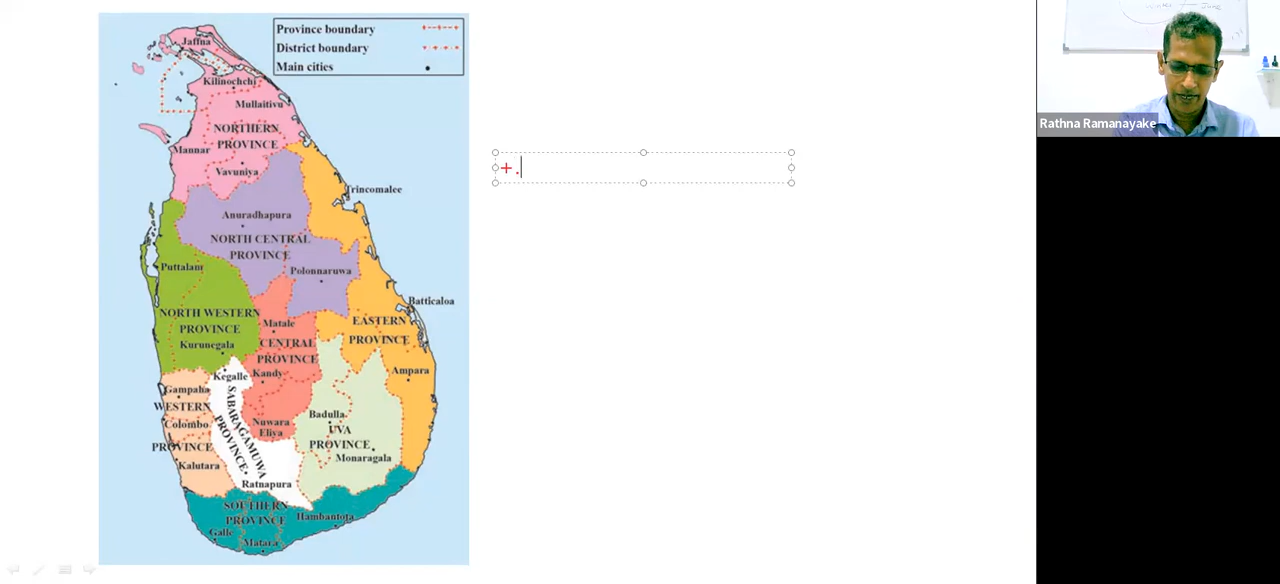 Province boundary
District boundary
Main cities
Jaffna
Kilinochchi
Mullaitivu
NORTHERN
PROVINCE
Mannar
Vavuniya
Trincomalee
Anuradhapura
NORTH CENTRAL
PROVINCE
Polonnaruwa
Puttalam
Batticaloa
NORTH WESTERN
PROVINCE
Kurunegala
Matale
CENTRAL
PROVINCE
Kandy
EASTERN
PROVINCE
Ampara
Kegalle
Gampaha
WESTERN
Colombo
PROVINCE
Kalutara
SABARAGAMUWA
PROVINCE
Ratnapura
Nuwara
Eliya
Badulla
UVA
PROVINCE
Monaragala
SOUTHERN
PROVINCE
Hambantota
Galle
Matara
+ .
Rathna Ramanayake